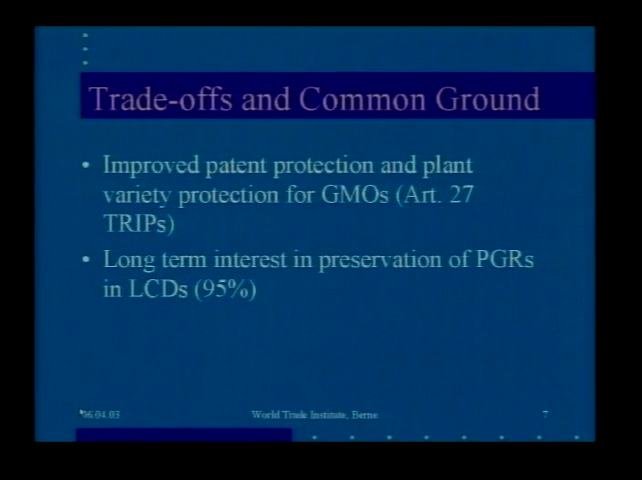 Trade-offs and Common Ground
• Improved patent protection and plant
variety protection for GMOs (Art. 27
TRIPs)
• Long term interest in preservation of PGRs
in LCDs (95%)
06.04.03
World Trade Institute, Berne
7